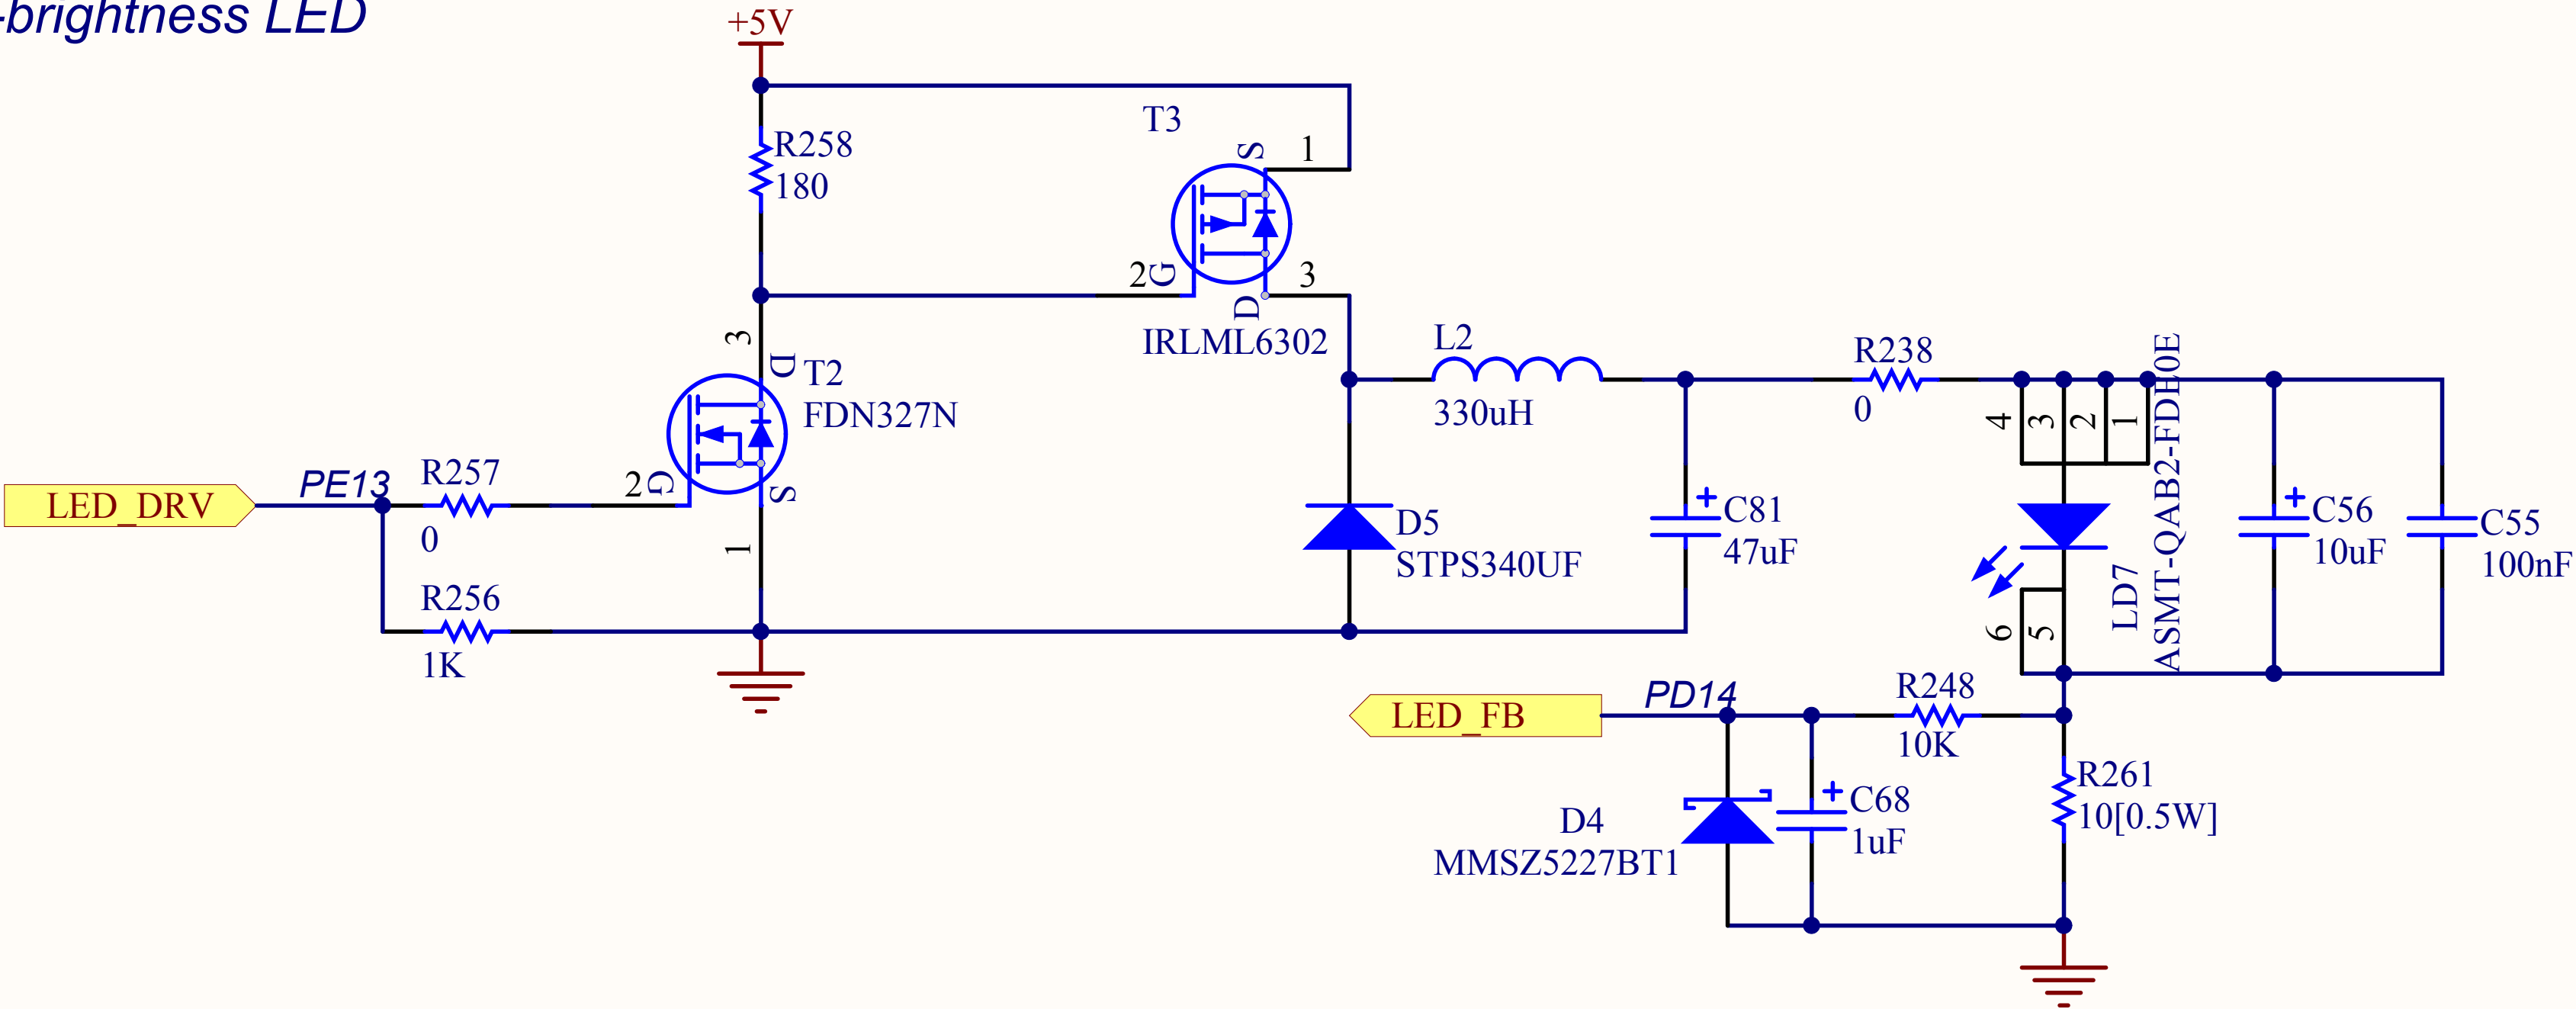 -brightness LED
+5V
R258
180
T3
S
1
2
G
3
D
IRLML6302
3
D
T2
FDN327N
2
G
S
1
LED_DRV
PE13
R257
0
R256
1K
L2
330uH
D5
STPS340UF
C81
47uF
R238
0
4
3
2
1
6
5
LD7
ASMT-QAB2-FDH0E
C56
10uF
C55
100nF
LED_FB
PD14
R248
10K
D4
MMSZ5227BT1
C68
1uF
R261
10[0.5W]